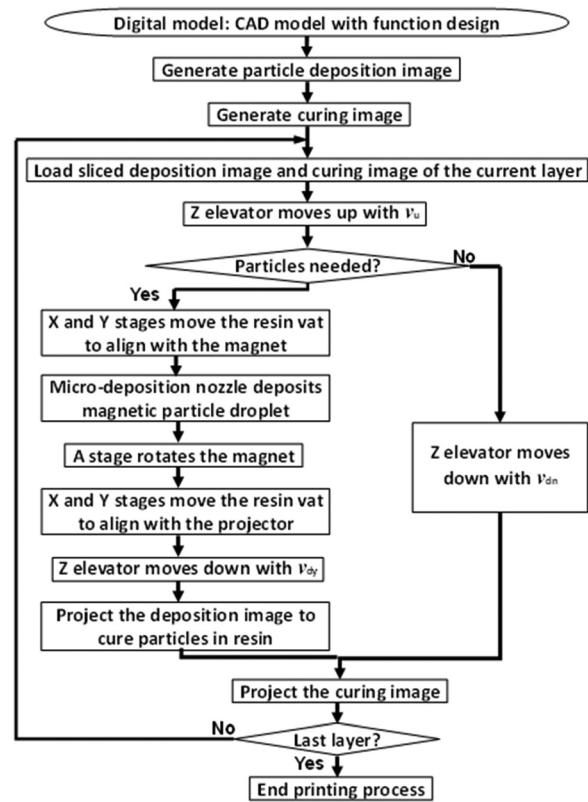 Digital model: CAD model with function design
Generate particle deposition image
Generate curing image
Load sliced deposition image and curing image of the current layer
Z elevator moves up with vu
Particles needed?
No
Yes
X and Y stages move the resin vat
to align with the magnet
Micro-deposition nozzle deposits
magnetic particle droplet
A stage rotates the magnet
X and Y stages move the resin vat
to align with the projector
Z elevator moves down with vdy
Project the deposition image to
cure particles in resin
Z elevator moves
down with vdn
Project the curing image
No
Last layer?
Yes
End printing process